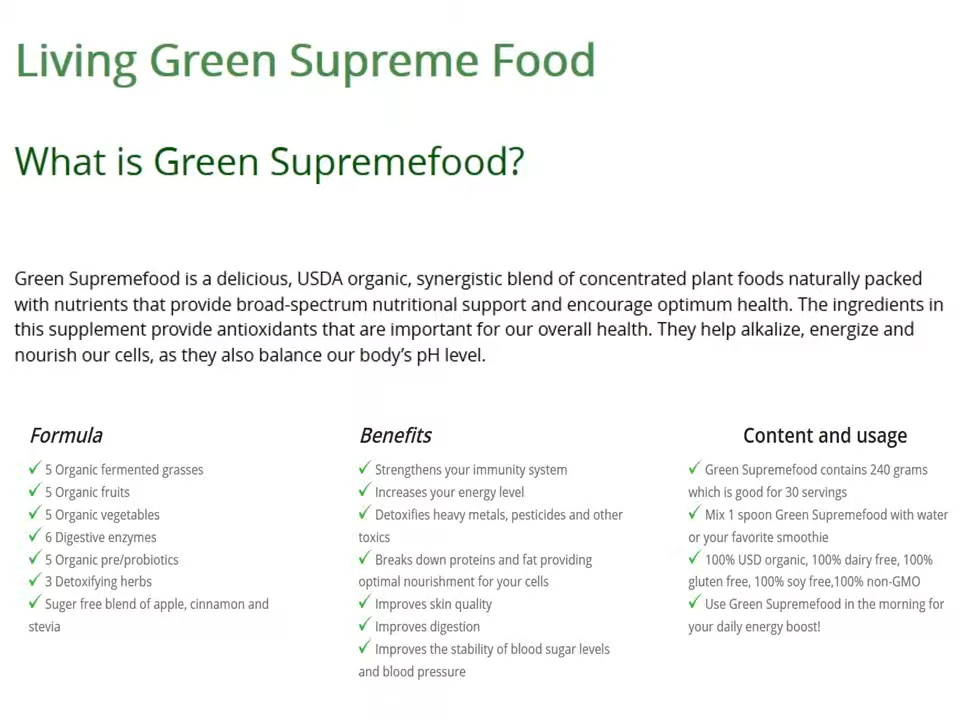 Living Green Supreme Food
What is Green Supremefood?
Green Supremefood is a delicious, USDA organic, synergistic blend of concentrated plant foods naturally packed
with nutrients that provide broad-spectrum nutritional support and encourage optimum health. The ingredients in
this supplement provide antioxidants that are important for our overall health. They help alkalize, energize and
nourish our cells, as they also balance our body's pH level.
Formula
✓ 5 Organic fermented grasses
✓ 5 Organic fruits
✓ 5 Organic vegetables
✓ 6 Digestive enzymes
✓ 5 Organic pre/probiotics
✓ 3 Detoxifying herbs
✓ Suger free blend of apple, cinnamon and
stevia
Benefits
✓ Strengthens your immunity system
✓ Increases your energy level
✓ Detoxifies heavy metals, pesticides and other
toxics
✓ Breaks down proteins and fat providing
optimal nourishment for your cells
✓ Improves skin quality
✓ Improves digestion
✓ Improves the stability of blood sugar levels
and blood pressure
Content and usage
✓ Green Supremefood contains 240 grams
which is good for 30 servings
✓ Mix 1 spoon Green Supremefood with water
or your favorite smoothie
✓ 100% USD organic, 100% dairy free, 100%
gluten free, 100% soy free,100% non-GMO
✓ Use Green Supremefood in the morning for
your daily energy boost!